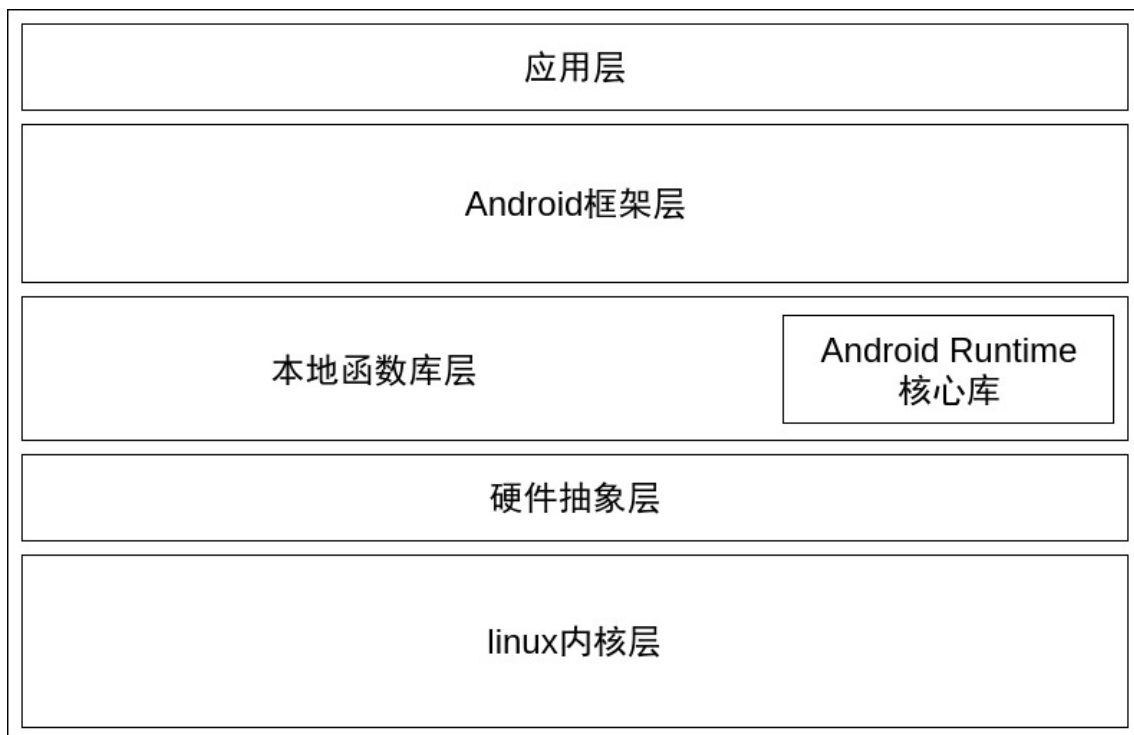 应用层
Android框架层
本地函数库层
Android Runtime
核心库
硬件抽象层
linux内核层